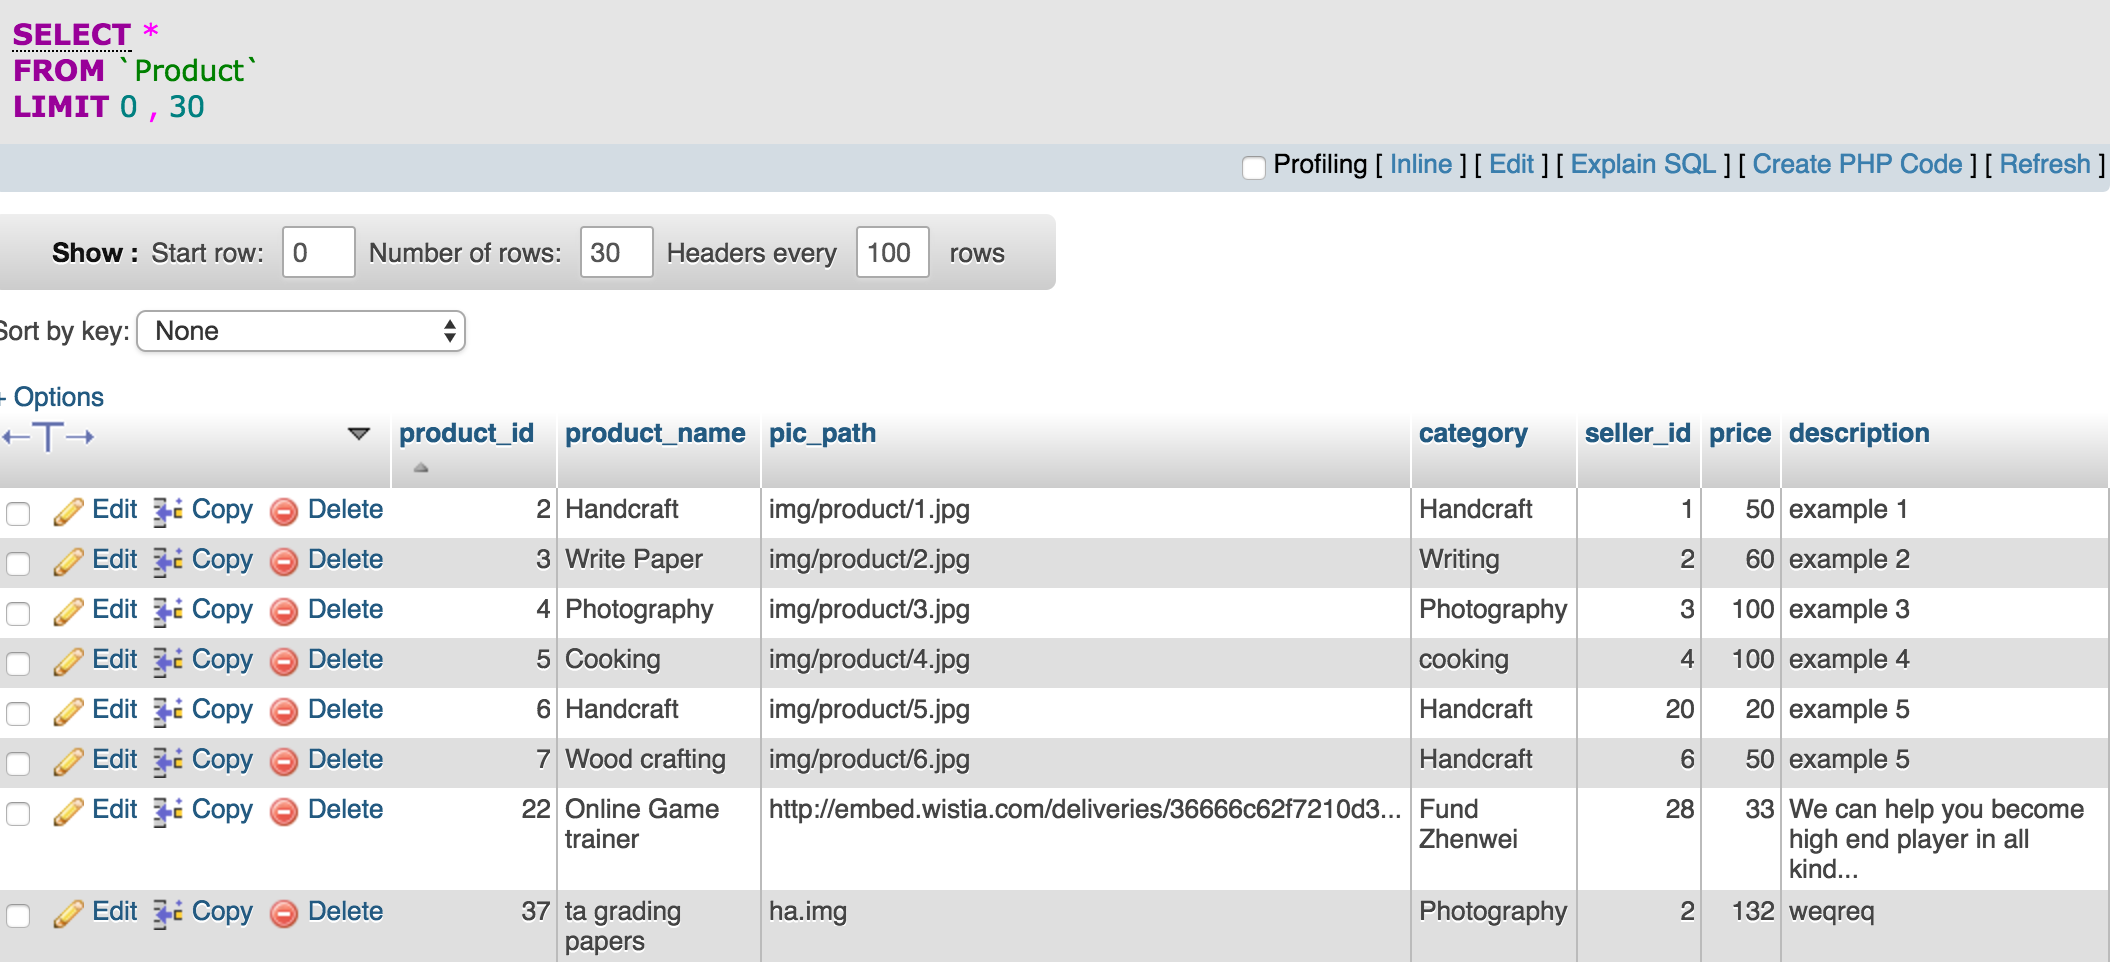 SELECT *
FROM `Product`
LIMIT 0 , 30
Profiling [ Inline ] [ Edit ] [ Explain SQL ] [ Create PHP Code ] [ Refresh ]
Show : Start row: 0 Number of rows: 30 Headers every 100 rows
Sort by key: None
+ Options
←T→ product_id product_name pic_path category seller_id price description
Edit Copy Delete 2 Handcraft img/product/1.jpg Handcraft 1 50 example 1
Edit Copy Delete 3 Write Paper img/product/2.jpg Writing 2 60 example 2
Edit Copy Delete 4 Photography img/product/3.jpg Photography 3 100 example 3
Edit Copy Delete 5 Cooking img/product/4.jpg cooking 4 100 example 4
Edit Copy Delete 6 Handcraft img/product/5.jpg Handcraft 20 20 example 5
Edit Copy Delete 7 Wood crafting img/product/6.jpg Handcraft 6 50 example 5
Edit Copy Delete 22 Online Game http://embed.wistia.com/deliveries/36666c62f7210d3... Fund 28 33 We can help you become
trainer Zhenwei high end player in all
kind...
Edit Copy Delete 37 ta grading ha.img Photography 2 132 weqreq
papers